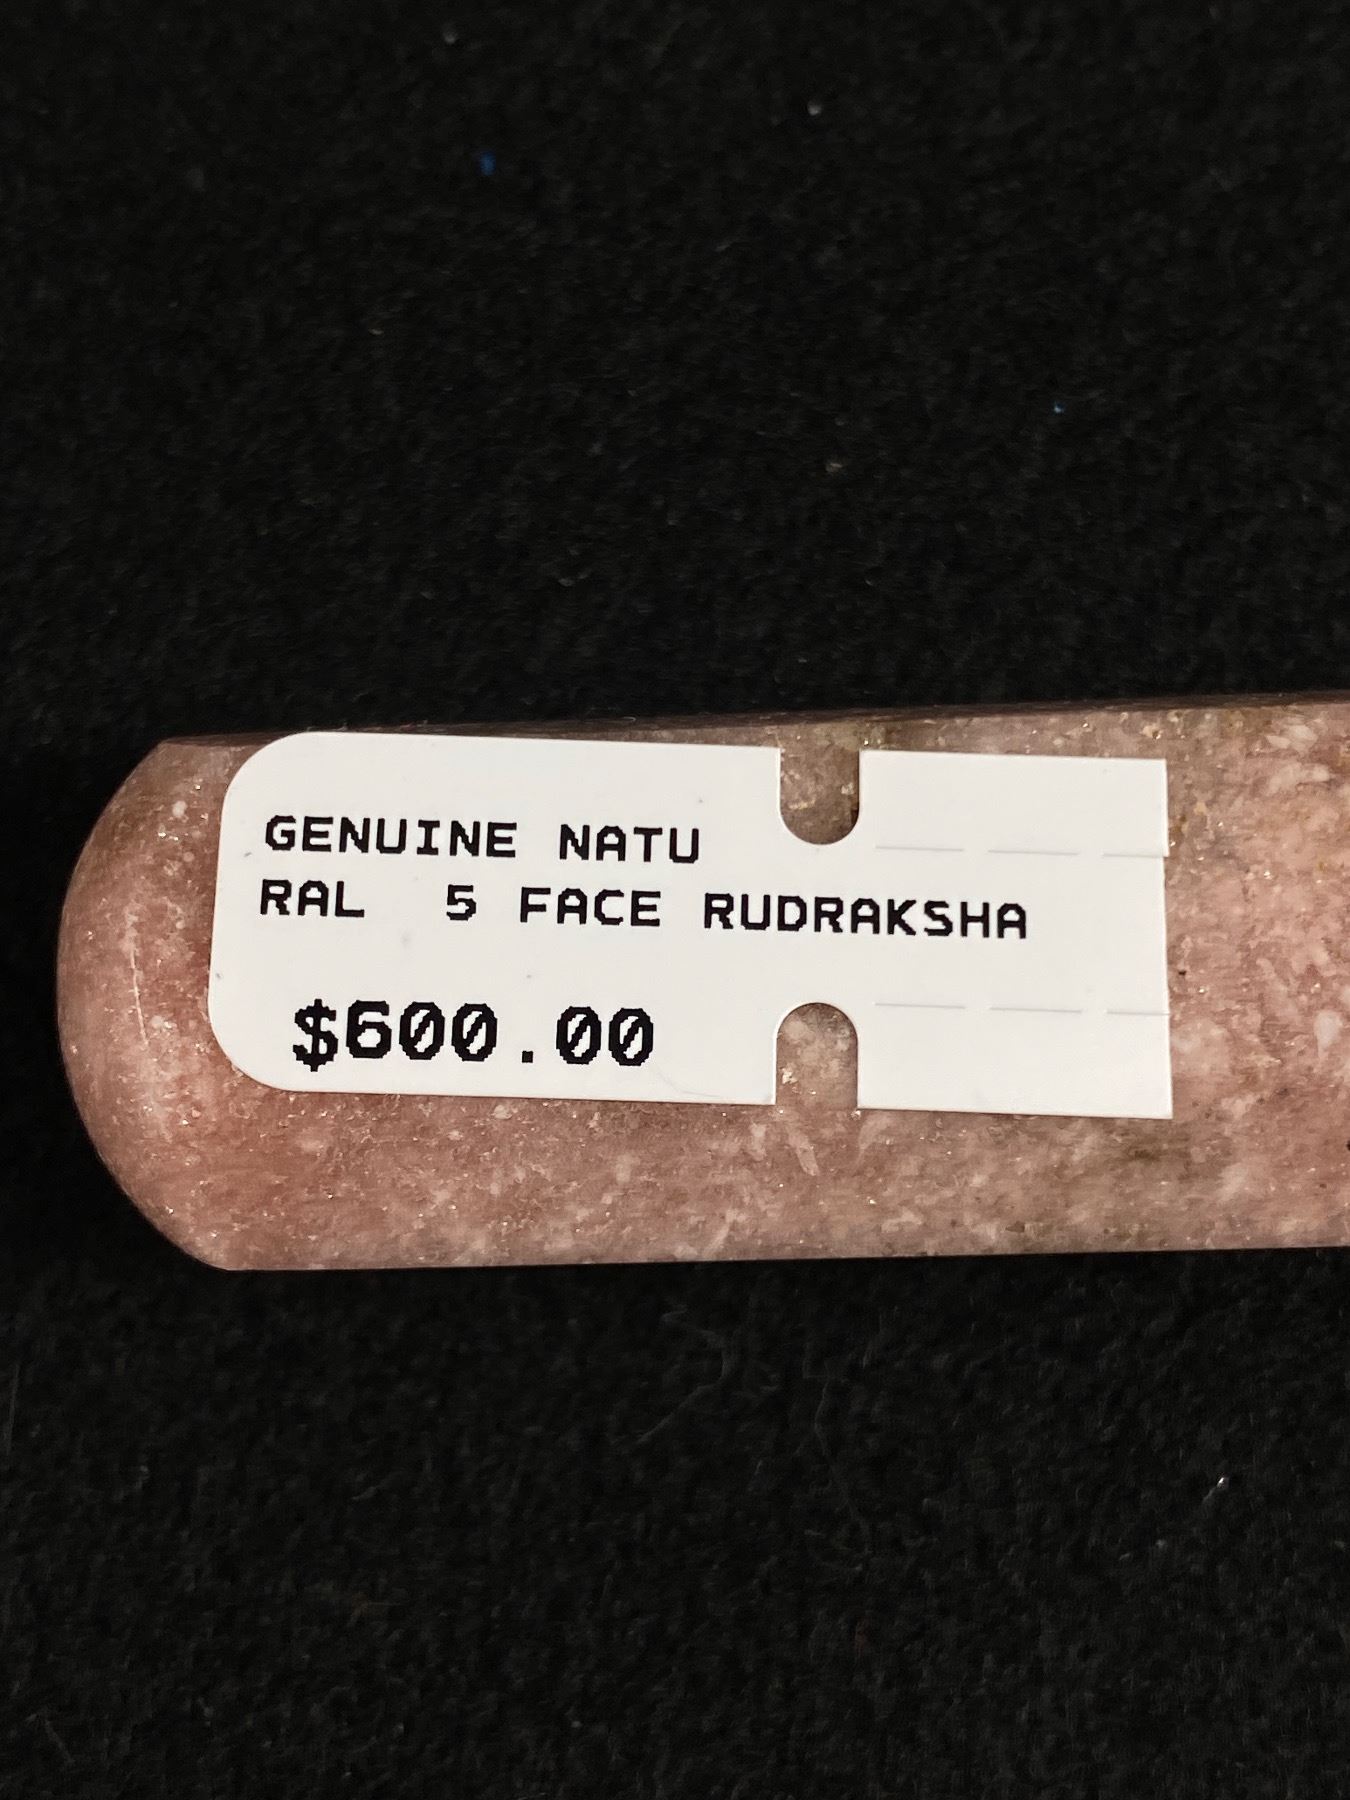 GENUINE NATU
RAL  5 FACE RUDRAKSHA
$600.00